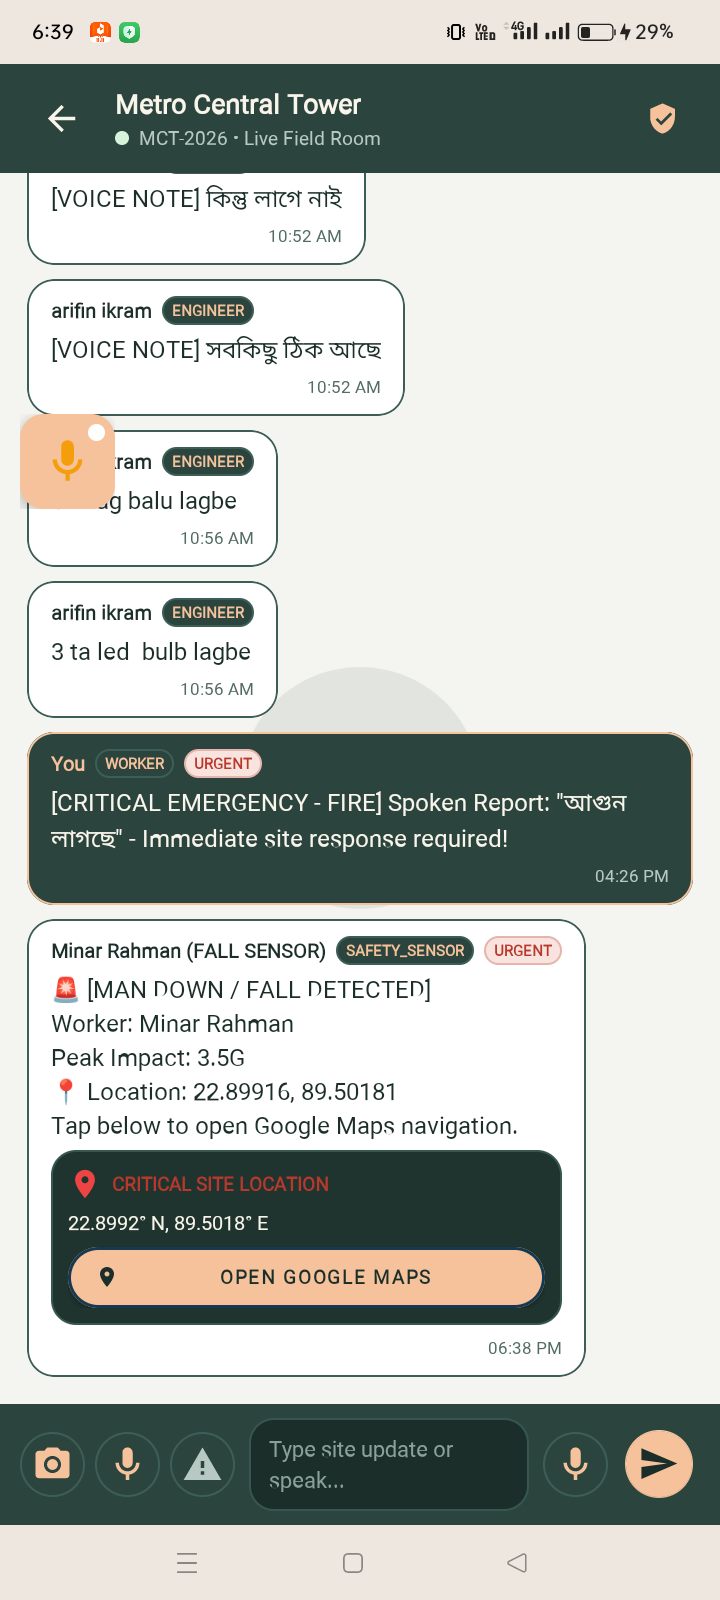 6:39
Vo LTED 4G 29%
Metro Central Tower
MCT-2026 • Live Field Room
[VOICE NOTE] কিন্তু লাগে নাই
10:52 AM
arifin ikram ENGINEER
[VOICE NOTE] সবকিছু ঠিক আছে
10:52 AM
ENGINEER
balu lagbe
10:56 AM
arifin ikram ENGINEER
3 ta led bulb lagbe
10:56 AM
You WORKER URGENT
[CRITICAL EMERGENCY - FIRE] Spoken Report: "আগুন
লাগছে" - Immediate site response required!
04:26 PM
Minar Rahman (FALL SENSOR) SAFETY_SENSOR URGENT
🚨 [MAN DOWN / FALL DETECTED]
Worker: Minar Rahman
Peak Impact: 3.5G
📍 Location: 22.89916, 89.50181
Tap below to open Google Maps navigation.
CRITICAL SITE LOCATION
22.8992° N, 89.5018° E
OPEN GOOGLE MAPS
06:38 PM
Type site update or
speak...